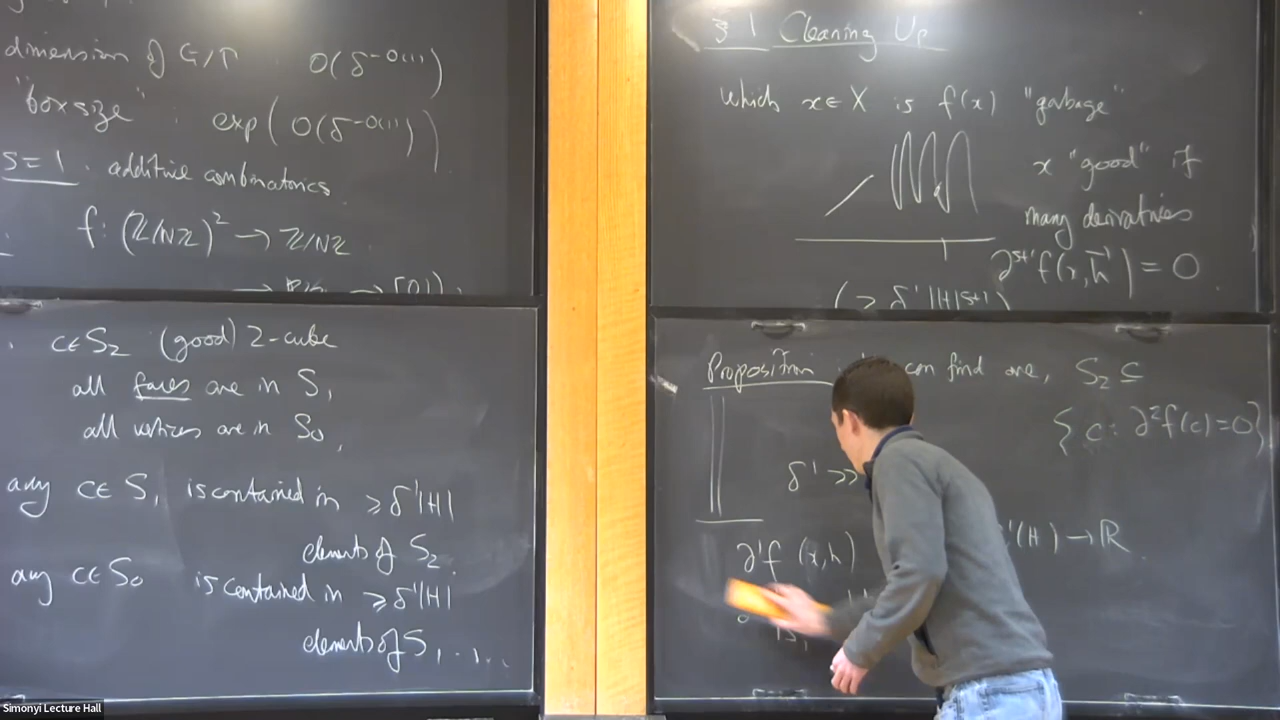 dimension of G/Γ O(δ^{-O(1)})
"box size" : exp(O(δ^{-O(1)}))
S=1. additive combinatorics.
f: (ℤ/Nℤ)² → ℤ/Nℤ
c∈S₂ (good) 2-cube
all faces are in S₁
all vertices are in S₀,
any c∈S₁ is contained in ≥δ'|H|
elements of S₂.
any c∈S₀ is contained in ≥δ'|H|
elements of S₁, ...
§1 Cleaning Up
Which x∈X is f(x) "garbage"
x "good" if
many derivatives
∂^{s+1}f(x,h⃗)=0
(≥ δ'|H|^{s+1})
Proposition can find are, S₂ ⊆
{c: ∂²f(c)=0}
δ' >>
∂'f (x,h) '(H) → ℝ
Simonyi Lecture Hall